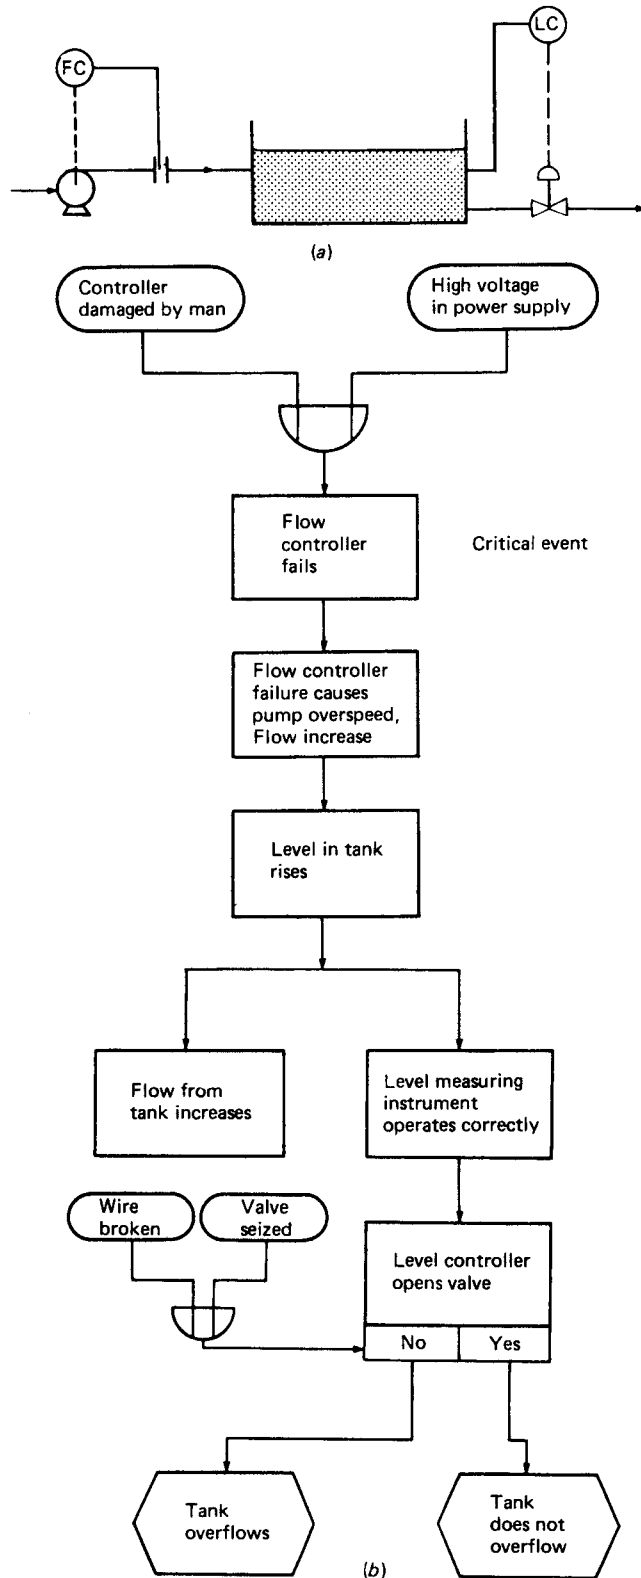 FC
LC
(a)
Controller
damaged by man
High voltage
in power supply
Flow
controller
fails
Critical event
Flow controller
failure causes
pump overspeed,
Flow increase
Level in tank
rises
Flow from
tank increases
Level measuring
instrument
operates correctly
Wire
broken
Valve
seized
Level controller
opens valve
No
Yes
Tank
overflows
Tank
does not
overflow
(b)